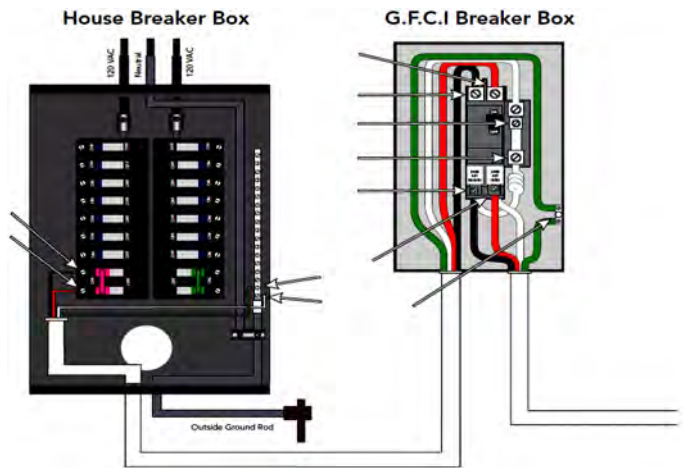 House Breaker Box
G.F.C.I Breaker Box
120 VAC
Neutral
120 VAC
Outside Ground Rod